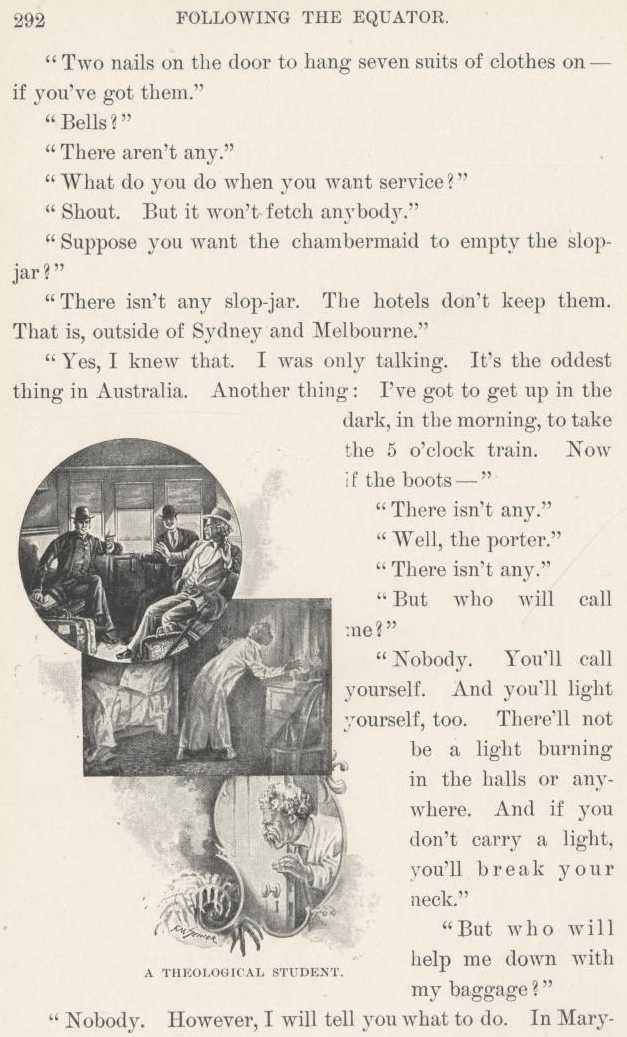 292 FOLLOWING THE EQUATOR.
“Two nails on the door to hang seven suits of clothes on —
if you've got them.”
“Bells?”
“There aren't any.”
“What do you do when you want service?”
“Shout. But it won't fetch anybody.”
“Suppose you want the chambermaid to empty the slop-
jar?”
“There isn't any slop-jar. The hotels don't keep them.
That is, outside of Sydney and Melbourne.”
“Yes, I knew that. I was only talking. It's the oddest
thing in Australia. Another thing: I've got to get up in the
dark, in the morning, to take
the 5 o'clock train. Now
if the boots —”
“There isn't any.”
“Well, the porter.”
“There isn't any.”
“But who will call
me?”
“Nobody. You'll call
yourself. And you'll light
yourself, too. There'll not
be a light burning
in the halls or any-
where. And if you
don't carry a light,
you'll break your
neck.”
“But who will
help me down with
my baggage?”
A THEOLOGICAL STUDENT.
“Nobody. However, I will tell you what to do. In Mary-